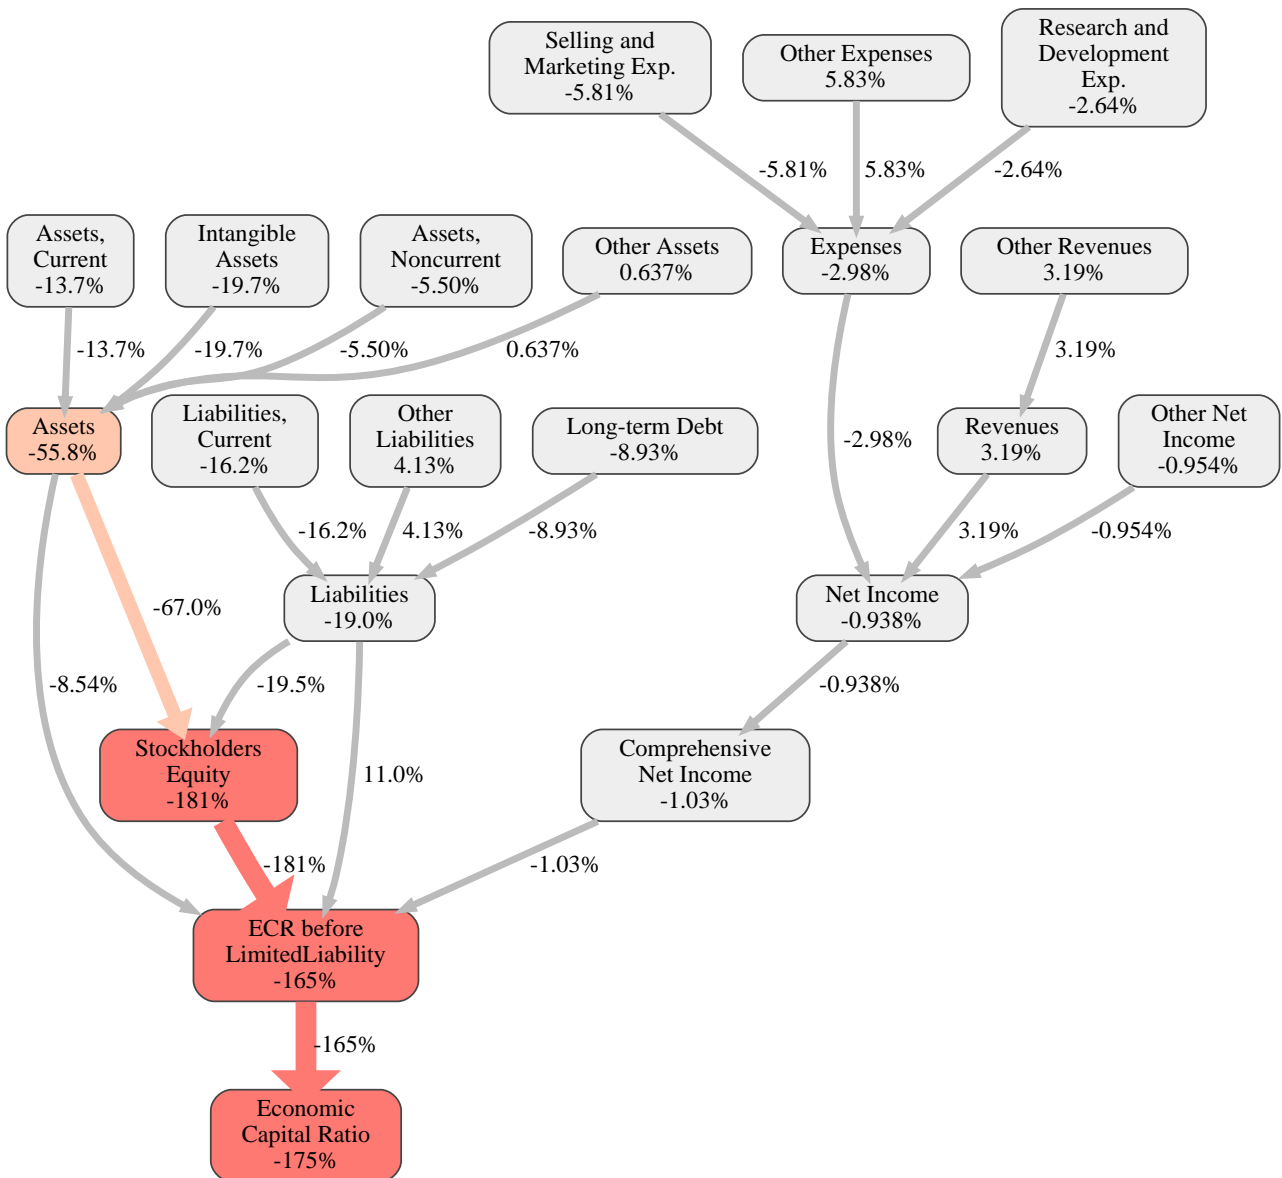 Selling and
Marketing Exp.
-5.81%
Other Expenses
5.83%
Research and
Development
Exp.
-2.64%
-5.81%
5.83%
-2.64%
Assets,
Current
-13.7%
Intangible
Assets
-19.7%
Assets,
Noncurrent
-5.50%
Other Assets
0.637%
Expenses
-2.98%
Other Revenues
3.19%
-13.7%
-19.7%
-5.50%
0.637%
3.19%
Assets
-55.8%
Liabilities,
Current
-16.2%
Other
Liabilities
4.13%
Long-term Debt
-8.93%
-2.98%
Revenues
3.19%
Other Net
Income
-0.954%
-16.2%
4.13%
-8.93%
3.19%
-0.954%
-67.0%
Liabilities
-19.0%
Net Income
-0.938%
-8.54%
-19.5%
-0.938%
Stockholders
Equity
-181%
11.0%
Comprehensive
Net Income
-1.03%
-181%
-1.03%
ECR before
LimitedLiability
-165%
-165%
Economic
Capital Ratio
-175%